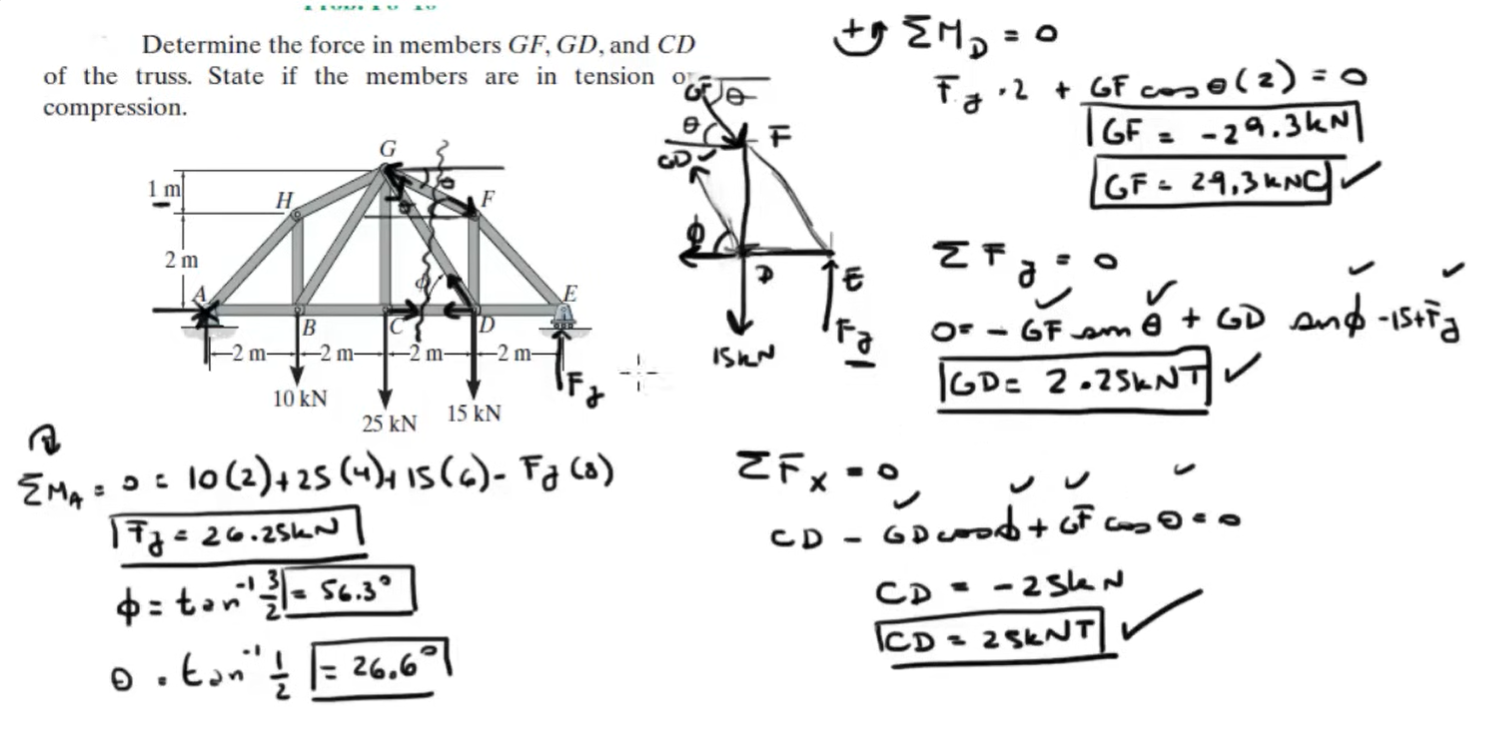 Determine the force in members GF, GD, and CD
of the truss. State if the members are in tension or
compression.
G
1 m
H
F
2 m
A
E
B
C
D
2 m
2 m
2 m
2 m
10 kN
25 kN
15 kN
Fy
θ
ϕ
ΣM_A = 0 = 10(2)+25(4)+15(6)- Fy(8)
Fy = 26.25kN
ϕ = tan⁻¹ 3/2 = 56.3°
θ = tan⁻¹ 1/2 = 26.6°
GF
θ
θ
F
GD
ϕ
D
E
15kN
Fy
+ ΣM_D = 0
Fy · 2 + GF cos θ(2) = 0
GF = -29.3kN
GF = 29.3kNC
ΣFy = 0
0 = - GF sin θ + GD sin ϕ -15+Fy
GD = 2.25kNT
ΣFx = 0
CD - GD cos ϕ + GF cos θ = 0
CD = -25kN
CD = 25kNT